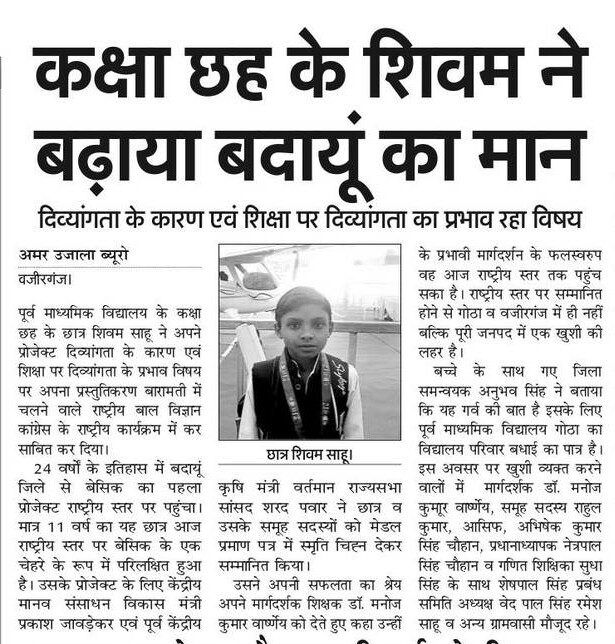 कक्षा छह के शिवम ने
बढ़ाया बदायूं का मान
दिव्यांगता के कारण एवं शिक्षा पर दिव्यांगता का प्रभाव रहा विषय
अमर उजाला ब्यूरो
वजीरगंज।
पूर्व माध्यमिक विद्यालय के कक्षा
छह के छात्र शिवम साहू ने अपने
प्रोजेक्ट दिव्यांगता के कारण एवं
शिक्षा पर दिव्यांगता के प्रभाव विषय
पर अपना प्रस्तुतिकरण बारामती में
चलने वाले राष्ट्रीय बाल विज्ञान
कांग्रेस के राष्ट्रीय कार्यक्रम में कर
साबित कर दिया।
24 वर्षों के इतिहास में बदायूं
जिले से बेसिक का पहला
प्रोजेक्ट राष्ट्रीय स्तर पर पहुंचा।
मात्र 11 वर्ष का यह छात्र आज
राष्ट्रीय स्तर पर बेसिक के एक
चेहरे के रूप में परिलक्षित हुआ
है। उसके प्रोजेक्ट के लिए केंद्रीय
मानव संसाधन विकास मंत्री
प्रकाश जावड़ेकर एवं पूर्व केंद्रीय
छात्र शिवम साहू।
कृषि मंत्री वर्तमान राज्यसभा
सांसद शरद पवार ने छात्र व
उसके समूह सदस्यों को मेडल
प्रमाण पत्र में स्मृति चिह्न देकर
सम्मानित किया।
उसने अपनी सफलता का श्रेय
अपने मार्गदर्शक शिक्षक डॉ. मनोज
कुमार वार्ष्णेय को देते हुए कहा उन्हीं
के प्रभावी मार्गदर्शन के फलस्वरुप
वह आज राष्ट्रीय स्तर तक पहुंच
सका है। राष्ट्रीय स्तर पर सम्मानित
होने से गोठा व वजीरगंज में ही नहीं
बल्कि पूरी जनपद में एक खुशी की
लहर है।
बच्चे के साथ गए जिला
समन्वयक अनुभव सिंह ने बताया
कि यह गर्व की बात है इसके लिए
पूर्व माध्यमिक विद्यालय गोठा का
विद्यालय परिवार बधाई का पात्र है।
इस अवसर पर खुशी व्यक्त करने
वालों में मार्गदर्शक डॉ. मनोज
कुमाूर वार्ष्णेय, समूह सदस्य राहुल
कुमार, आसिफ, अभिषेक कुमार
सिंह चौहान, प्रधानाध्यापक नेत्रपाल
सिंह चौहान व गणित शिक्षिका सुधा
सिंह के साथ शेषपाल सिंह प्रबंध
समिति अध्यक्ष वेद पाल सिंह रमेश
साहू व अन्य ग्रामवासी मौजूद रहे।